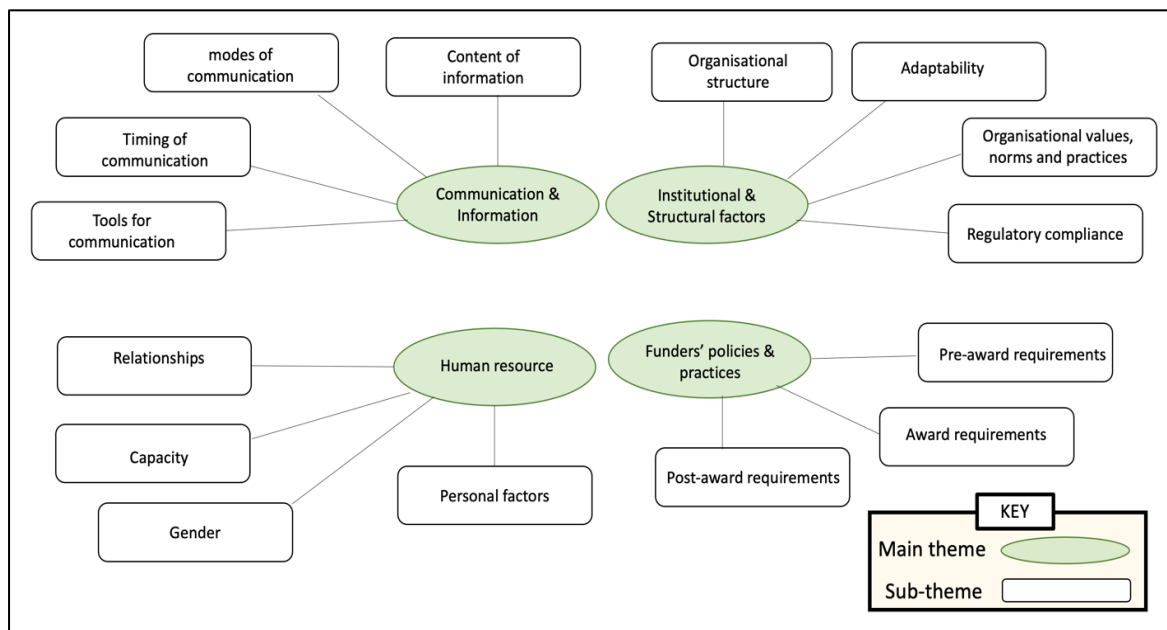 modes of
communication
Content of
information
Organisational
structure
Adaptability
Timing of
communication
Organisational values,
norms and practices
Communication &
Information
Institutional &
Structural factors
Tools for
communication
Regulatory compliance
Relationships
Human resource
Funders’ policies &
practices
Pre-award requirements
Capacity
Award requirements
Personal factors
Post-award requirements
Gender
KEY
Main theme
Sub-theme